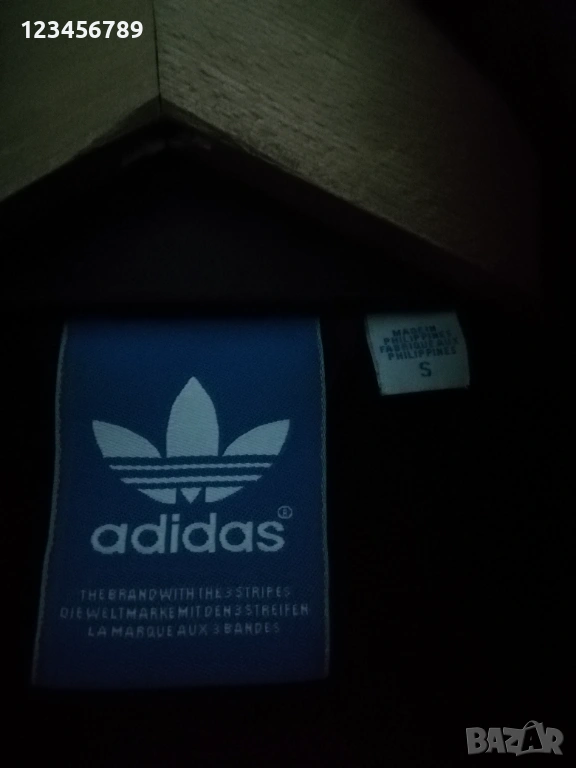 123456789
MADE IN
PHILIPPINES
FABRIQUE AUX
PHILIPPINES
S
adidas®
THE BRAND WITH THE 3 STRIPES
DIE WELTMARKE MIT DEN 3 STREIFEN
LA MARQUE AUX 3 BANDES
BAZAR